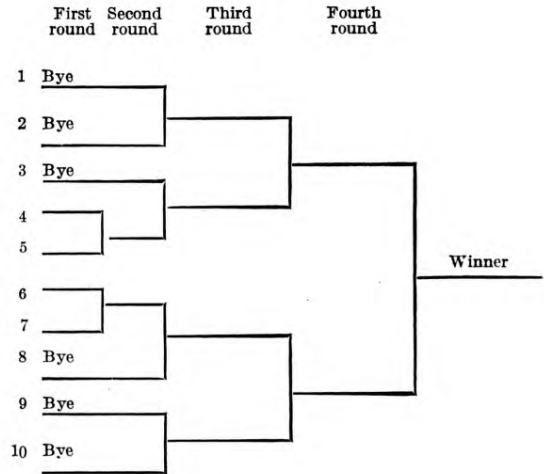 First Second Third Fourth
round round round round
1 Bye
2 Bye
3 Bye
4
5
Winner
6
7
8 Bye
9 Bye
10 Bye